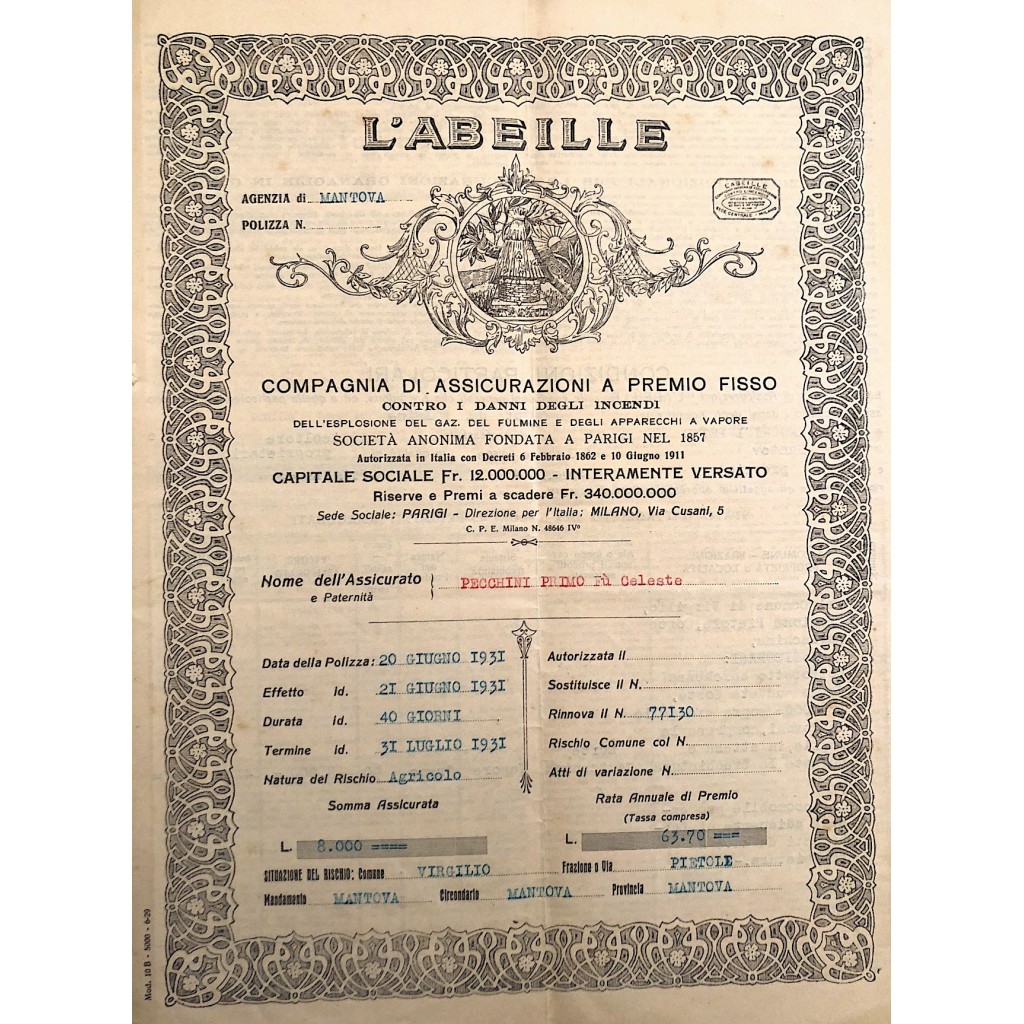 L'ABEILLE
AGENZIA di MANTOVA
POLIZZA N.
L'ABEILLE
COMPAGNIA DI ASSICURAZIONI A PREMIO FISSO
CONTRO I DANNI DEGLI INCENDI
DELL'ESPLOSIONE DEL GAZ. DEL FULMINE E DEGLI APPARECCHI A VAPORE
SOCIETÀ ANONIMA FONDATA A PARIGI NEL 1857
Autorizzata in Italia con Decreti 6 Febbraio 1862 e 10 Giugno 1911
CAPITALE SOCIALE Fr. 12.000.000 - INTERAMENTE VERSATO
Riserve e Premi a scadere Fr. 340.000.000
Sede Sociale: PARIGI - Direzione per l'Italia: MILANO, Via Cusani, 5
C. P. E. Milano N. 48646 IVº
Nome dell'Assicurato PECCHINI PRIMO Fù Celeste
e Paternità
Data della Polizza: 20 GIUGNO 1931
Effetto id. 21 GIUGNO 1931
Durata id. 40 GIORNI
Termine id. 31 LUGLIO 1931
Natura del Rischio Agricolo
Somma Assicurata
L. 8.000 ====
Autorizzata il
Sostituisce il N.
Rinnova il N. 77130
Rischio Comune col N.
Atti di variazione N.
Rata Annuale di Premio
(Tassa compresa)
L. 63.70 ===
SITUAZIONE DEL RISCHIO: Comune VIRGILIO Frazione o Via PIETOLE
Mandamento MANTOVA Circondario MANTOVA Provincia MANTOVA
Mod. 10 B - 5000 - 6-29